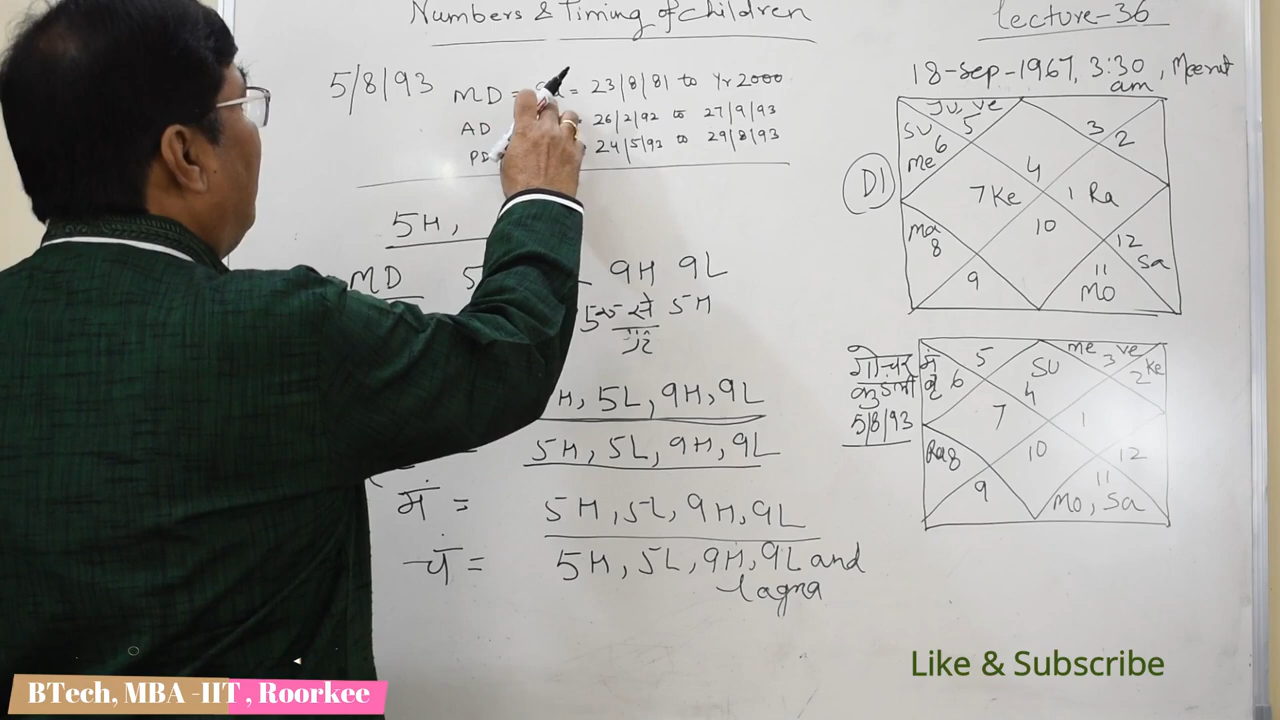 Numbers & Timing of children
lecture-36
5/8/93
MD = = 23/8/81 to Yr 2000
AD = 26/2/92 to 27/9/93
PD = 24/5/93 to 29/8/93
18-Sep-1967, 3:30 am, Meerut
D1
Ju, ve
5
Su
6
Me
3
2
4
7 Ke
1 Ra
10
Ma
8
12
Sa
9
11
Mo
5H,
MD 5 9H 9L
5 से 5H
H, 5L, 9H, 9L
5H, 5L, 9H, 9L
मं = 5H, 5L, 9H, 9L
चं = 5H, 5L, 9H, 9L and
lagna
गोचर
कुंडली
5/8/93
5
6
Su
4
me
3
ve
2
Ke
7
1
10
Ra 8
12
9
11
Mo, Sa
Like & Subscribe
BTech, MBA -IIT , Roorkee